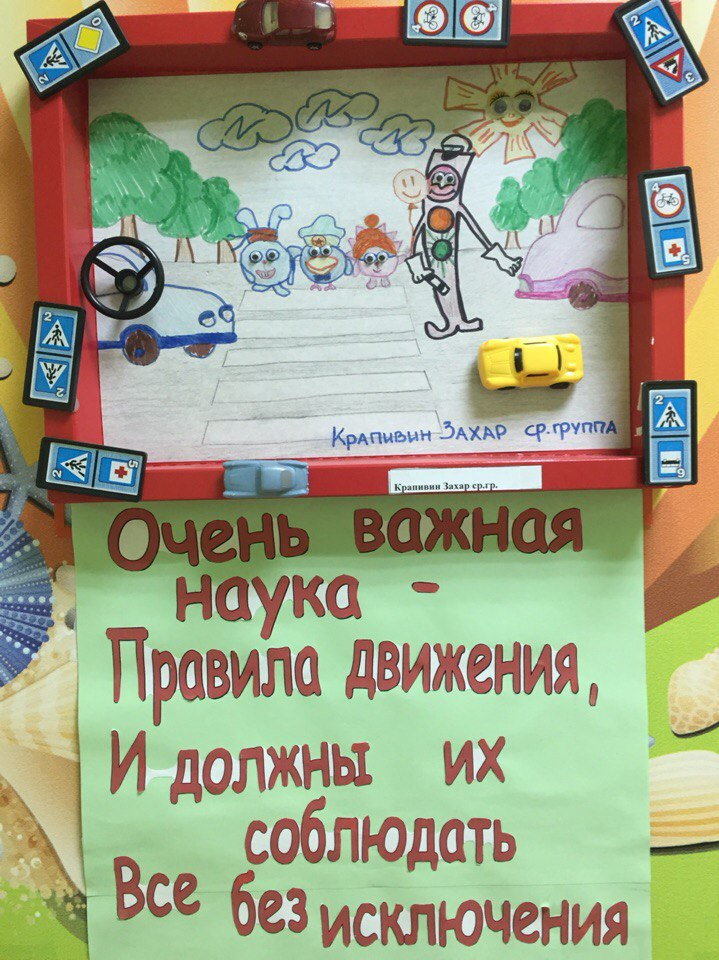 Крапивин Захар ср.группа
Крапивин Захар ср.гр.
Очень важная
наука -
Правила движения,
И должны их
соблюдать
Все без исключения